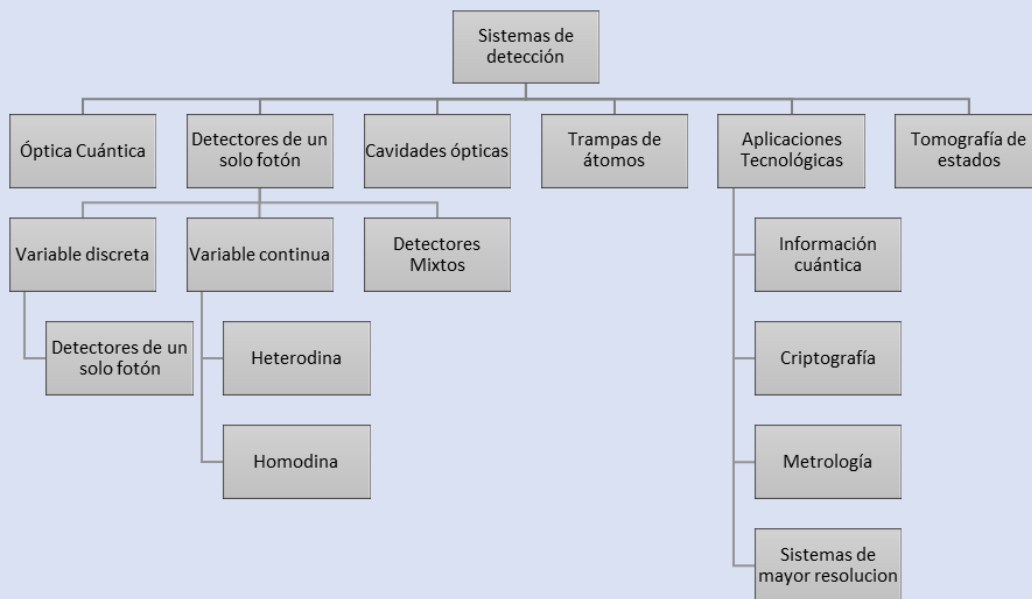 Sistemas de
detección
Óptica Cuántica
Detectores de un
solo fotón
Cavidades ópticas
Trampas de
átomos
Aplicaciones
Tecnológicas
Tomografía de
estados
Variable discreta
Variable continua
Detectores
Mixtos
Información
cuántica
Detectores de un
solo fotón
Heterodina
Criptografía
Homodina
Metrología
Sistemas de
mayor resolucion